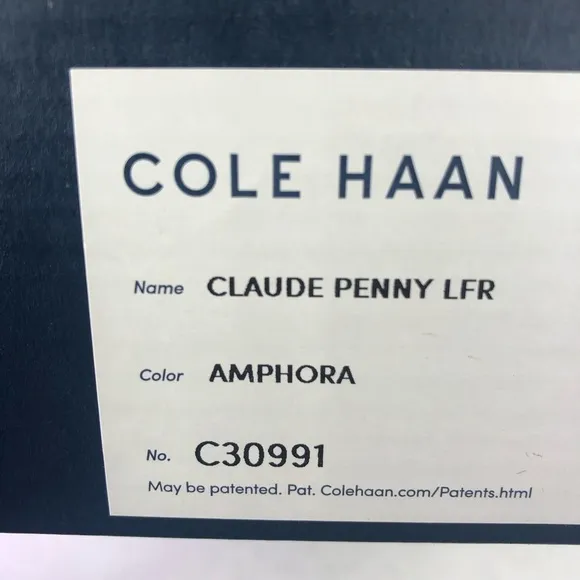 COLE HAAN
Name CLAUDE PENNY LFR
Color AMPHORA
No. C30991
May be patented. Pat. Colehaan.com/Patents.html